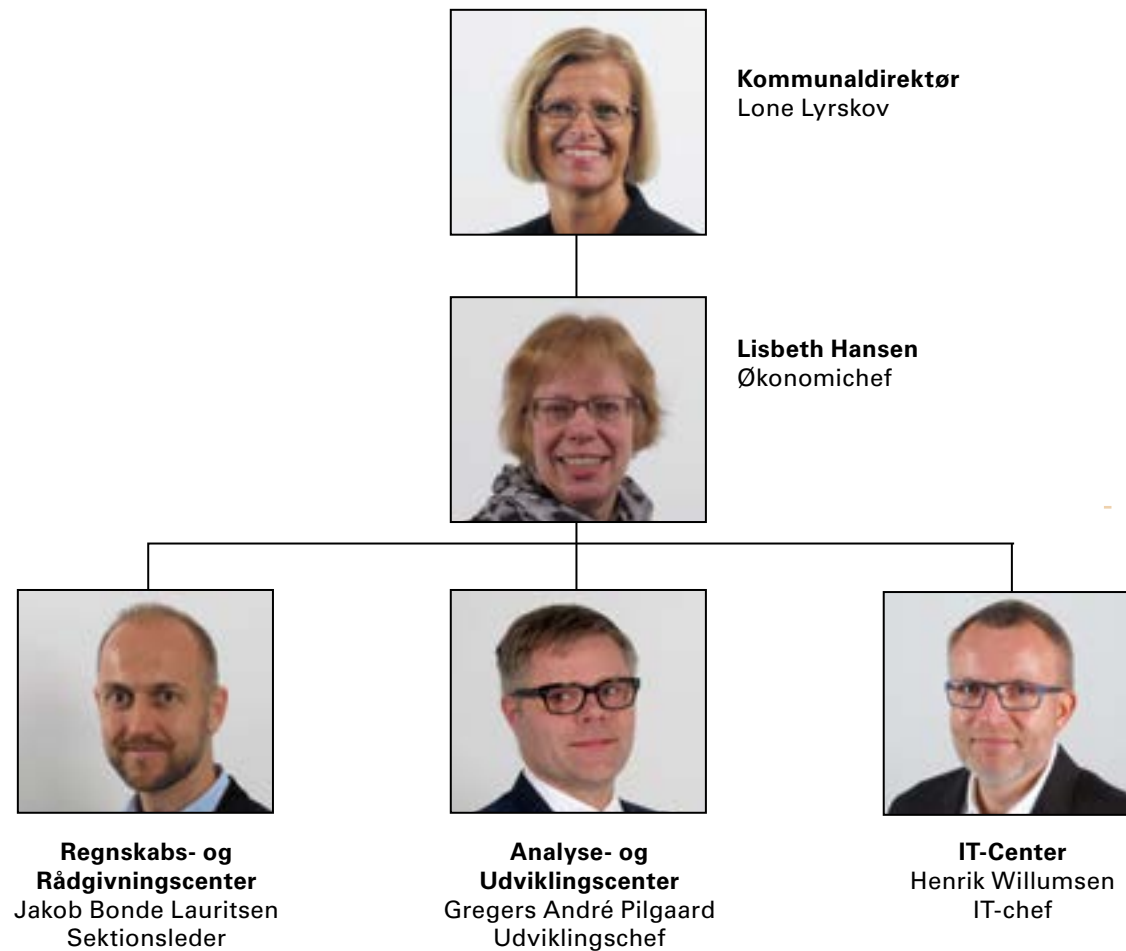 Kommunaldirektør
Lone Lyrskov
Lisbeth Hansen
Økonomichef
Regnskabs- og
Rådgivningscenter
Jakob Bonde Lauritsen
Sektionsleder
Analyse- og
Udviklingscenter
Gregers André Pilgaard
Udviklingschef
IT-Center
Henrik Willumsen
IT-chef